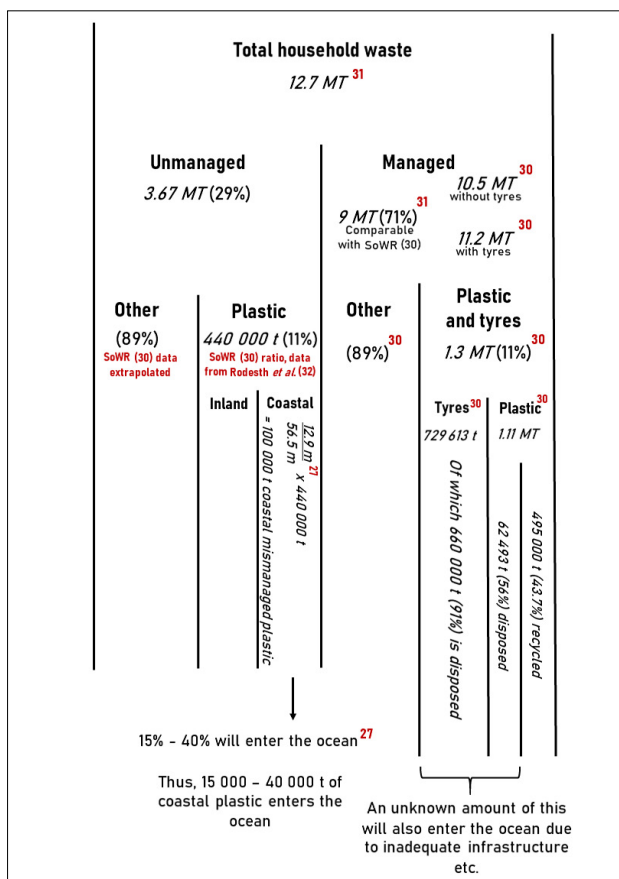 Total household waste
12.7 MT 31
Unmanaged
3.67 MT (29%)
Managed
10.5 MT 30
without tyres
9 MT (71%) 31
Comparable
with SoWR (30)
11.2 MT 30
with tyres
Other
(89%)
SoWR (30) data
extrapolated
Plastic
440 000 t (11%)
SoWR (30) ratio, data
from Rodesth et al. (32)
Other
(89%) 30
Plastic
and tyres
1.3 MT (11%) 30
Inland
Coastal
12.9 m 27
56.5 m
x 440 000 t
= 100 000 t coastal mismanaged plastic
Tyres 30
729 613 t
Of which 660 000 t (91%) is disposed
Plastic 30
1.11 MT
62 493 t (56%) disposed
495 000 t (43.7%) recycled
15% - 40% will enter the ocean 27
Thus, 15 000 – 40 000 t of
coastal plastic enters the
ocean
An unknown amount of this
will also enter the ocean due
to inadequate infrastructure
etc.